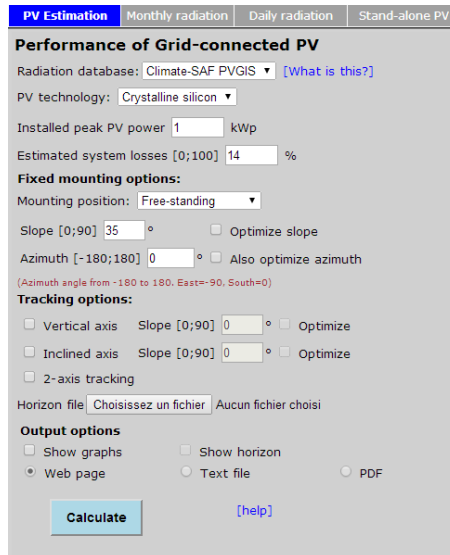 PV Estimation Monthly radiation Daily radiation Stand-alone PV
Performance of Grid-connected PV
Radiation database: Climate-SAF PVGIS [What is this?]
PV technology: Crystalline silicon
Installed peak PV power 1 kWp
Estimated system losses [0;100] 14 %
Fixed mounting options:
Mounting position: Free-standing
Slope [0;90] 35 ° Optimize slope
Azimuth [-180;180] 0 ° Also optimize azimuth
(Azimuth angle from -180 to 180. East=-90, South=0)
Tracking options:
Vertical axis Slope [0;90] 0 ° Optimize
Inclined axis Slope [0;90] 0 ° Optimize
2-axis tracking
Horizon file Choisissez un fichier Aucun fichier choisi
Output options
Show graphs Show horizon
Web page Text file PDF
Calculate [help]